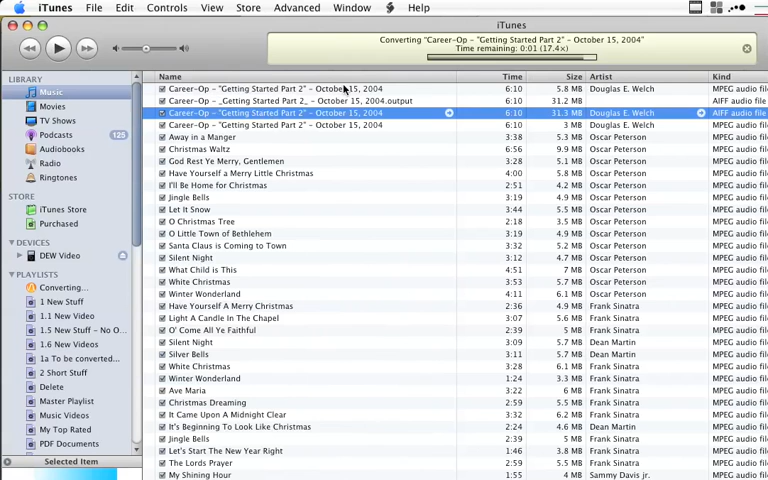 iTunes File Edit Controls View Store Advanced Window Help
iTunes
Converting “Career-Op – “Getting Started Part 2” – October 15, 2004”
Time remaining: 0:01 (17.4×)
LIBRARY
Music
Movies
TV Shows
Podcasts 125
Audiobooks
Radio
Ringtones
STORE
iTunes Store
Purchased
DEVICES
DEW Video
PLAYLISTS
Converting...
1 New Stuff
1.1 New Video
1.5 New Stuff – No O...
1.6 New Videos
1a To be converted...
2 Short Stuff
Delete
Master Playlist
Music Videos
My Top Rated
PDF Documents
Selected Item
Name Time Size Artist Kind
Career-Op – "Getting Started Part 2" – October 15, 2004 6:10 5.8 MB Douglas E. Welch MPEG audio file
Career-Op – _Getting Started Part 2_ – October 15, 2004.output 6:10 31.2 MB AIFF audio file
Career-Op – "Getting Started Part 2" – October 15, 2004 6:10 31.3 MB Douglas E. Welch AIFF audio file
Career-Op – "Getting Started Part 2" – October 15, 2004 6:10 3 MB Douglas E. Welch MPEG audio file
Away in a Manger 3:38 5.3 MB Oscar Peterson MPEG audio file
Christmas Waltz 6:56 9.9 MB Oscar Peterson MPEG audio file
God Rest Ye Merry, Gentlemen 3:28 5.1 MB Oscar Peterson MPEG audio file
Have Yourself a Merry Little Christmas 4:00 5.8 MB Oscar Peterson MPEG audio file
I'll Be Home for Christmas 2:51 4.2 MB Oscar Peterson MPEG audio file
Jingle Bells 3:19 4.9 MB Oscar Peterson MPEG audio file
Let It Snow 3:44 5.5 MB Oscar Peterson MPEG audio file
O Christmas Tree 2:18 3.5 MB Oscar Peterson MPEG audio file
O Little Town of Bethlehem 3:19 4.9 MB Oscar Peterson MPEG audio file
Santa Claus is Coming to Town 3:32 5.2 MB Oscar Peterson MPEG audio file
Silent Night 3:12 4.7 MB Oscar Peterson MPEG audio file
What Child is This 4:51 7 MB Oscar Peterson MPEG audio file
White Christmas 3:53 5.7 MB Oscar Peterson MPEG audio file
Winter Wonderland 4:11 6.1 MB Oscar Peterson MPEG audio file
Have Yourself A Merry Christmas 2:36 4.9 MB Frank Sinatra MPEG audio file
Light A Candle In The Chapel 3:07 5.6 MB Frank Sinatra MPEG audio file
O' Come All Ye Faithful 2:39 5 MB Frank Sinatra MPEG audio file
Silent Night 3:09 5.7 MB Dean Martin MPEG audio file
Silver Bells 3:11 5.7 MB Dean Martin MPEG audio file
White Christmas 3:28 6.1 MB Frank Sinatra MPEG audio file
Winter Wonderland 1:24 3.3 MB Frank Sinatra MPEG audio file
Ave Maria 3:22 6 MB Frank Sinatra MPEG audio file
Christmas Dreaming 2:59 5.5 MB Frank Sinatra MPEG audio file
It Came Upon A Midnight Clear 3:32 6.2 MB Frank Sinatra MPEG audio file
It's Beginning To Look Like Christmas 2:24 4.6 MB Dean Martin MPEG audio file
Jingle Bells 2:39 5 MB Frank Sinatra MPEG audio file
Let's Start The New Year Right 1:46 3.8 MB Frank Sinatra MPEG audio file
The Lords Prayer 2:59 5.5 MB Frank Sinatra MPEG audio file
My Shining Hour 1:55 4 MB Sammy Davis jr. MPEG audio file